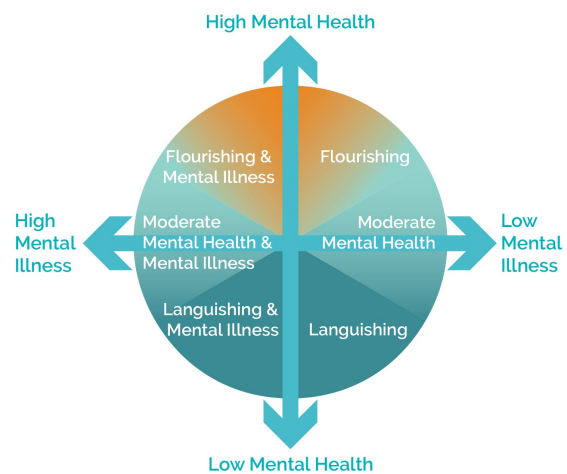 High Mental Health
Flourishing &
Mental Illness
Flourishing
High
Mental
Illness
Moderate
Mental Health &
Mental Illness
Moderate
Mental Health
Low
Mental
Illness
Languishing &
Mental Illness
Languishing
Low Mental Health